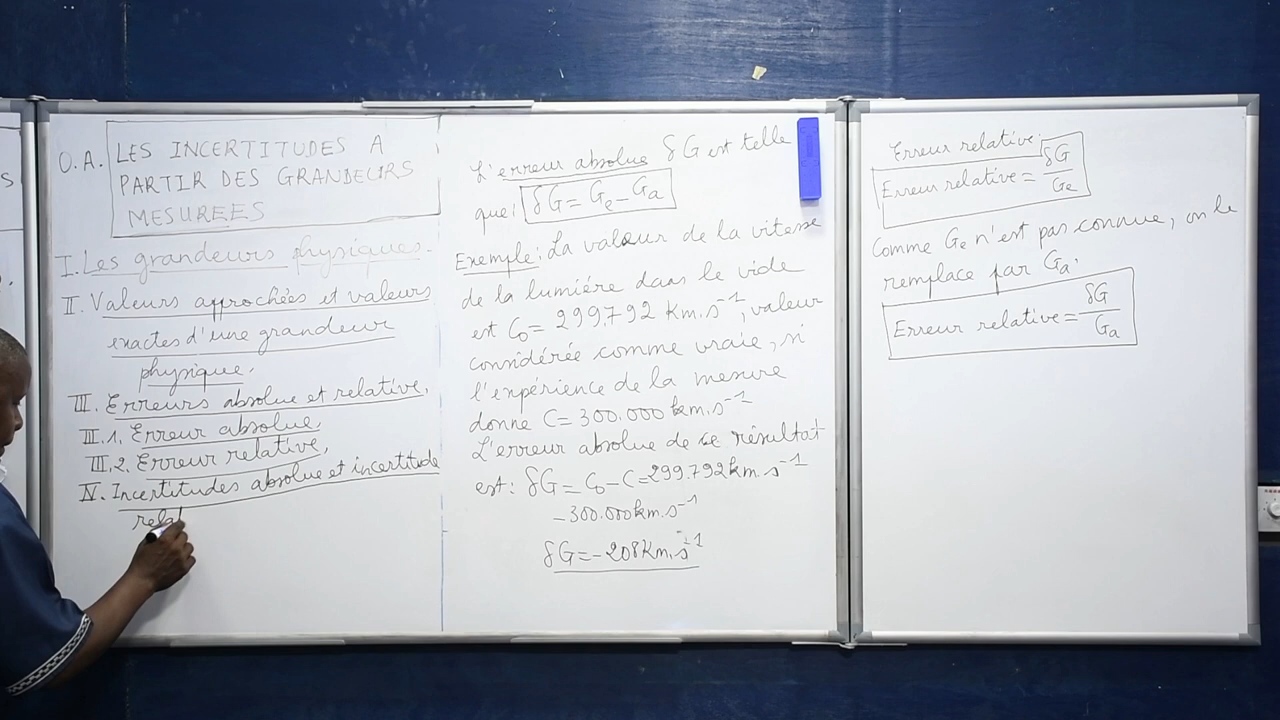 S
O.A. LES INCERTITUDES A
PARTIR DES GRANDEURS
MESUREES
I. Les grandeurs physiques.
II. Valeurs approchées et valeurs
exactes d'une grandeur
physique.
III. Erreurs absolue et relative.
III.1. Erreur absolue.
III.2. Erreur relative.
IV. Incertitudes absolue et incertitude
relat
L'erreur absolue δG est telle
que: δG = Ge - Ga
Exemple: La valeur de la vitesse
de la lumiére dans le vide
est C₀ = 299.792 Km.s⁻¹, valeur
considérée comme vraie, si
l'expérience de la mesure
donne C = 300.000 km.s⁻¹
L'erreur absolue de ce résultat
est: δG = C₀ - C = 299.792 km.s⁻¹
- 300.000 km.s⁻¹
δG = - 208 Km.s⁻¹
Erreur relative:
Erreur relative = δG/Ge
Comme Ge n'est pas connue, on le
remplace par Ga.
Erreur relative = δG/Ga